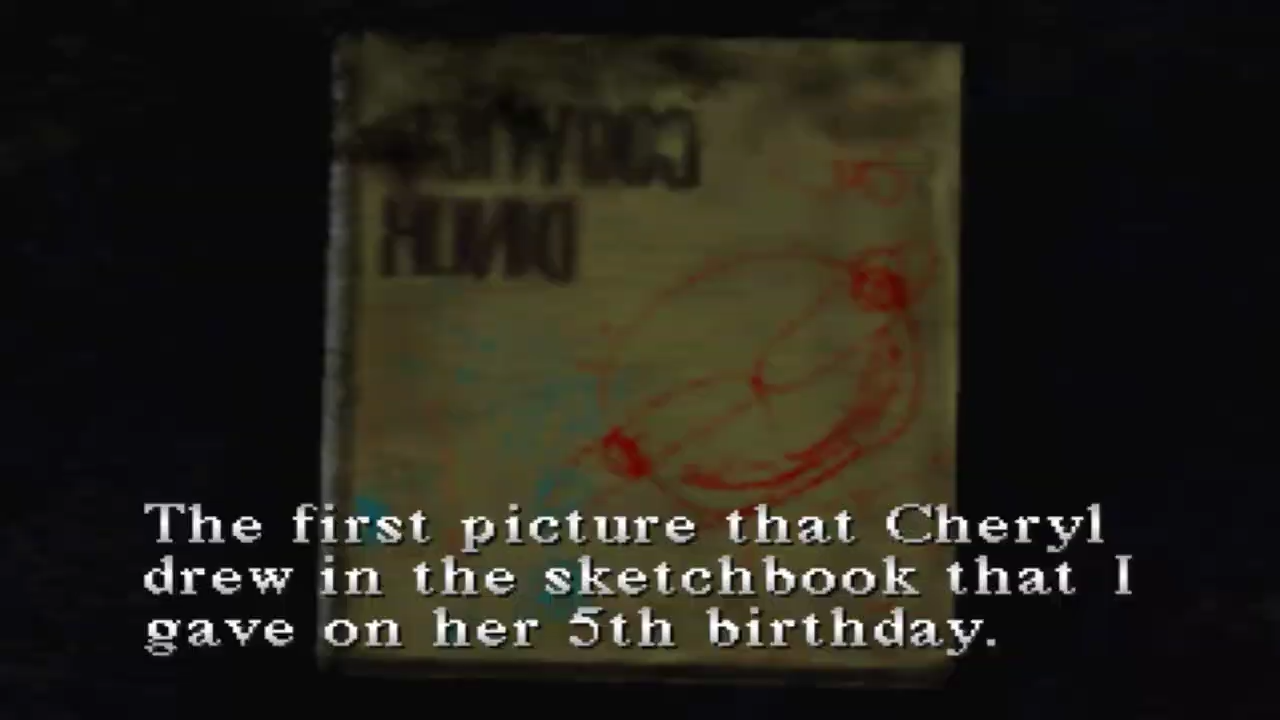 The first picture that Cheryl
drew in the sketchbook that I
gave on her 5th birthday.